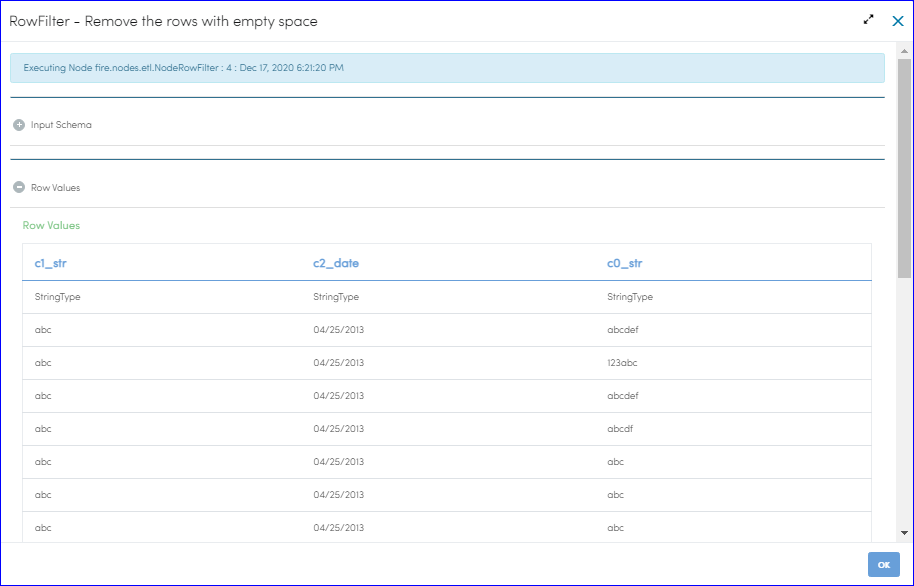 RowFilter - Remove the rows with empty space
Executing Node fire.nodes.etl.NodeRowFilter : 4 : Dec 17, 2020 6:21:20 PM
Input Schema
Row Values
Row Values
c1_str c2_date c0_str
StringType StringType StringType
abc 04/25/2013 abcdef
abc 04/25/2013 123abc
abc 04/25/2013 abcdef
abc 04/25/2013 abcdf
abc 04/25/2013 abc
abc 04/25/2013 abc
abc 04/25/2013 abc
OK